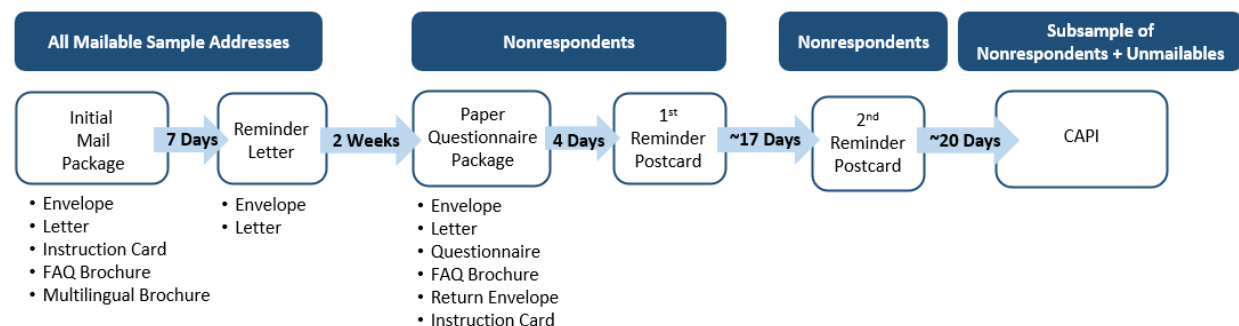 All Mailable Sample Addresses
Nonrespondents
Nonrespondents
Subsample of
Nonrespondents + Unmailables
Initial
Mail
Package
7 Days
Reminder
Letter
2 Weeks
Paper
Questionnaire
Package
4 Days
1st
Reminder
Postcard
~17 Days
2nd
Reminder
Postcard
~20 Days
CAPI
• Envelope
• Letter
• Instruction Card
• FAQ Brochure
• Multilingual Brochure
• Envelope
• Letter
• Envelope
• Letter
• Questionnaire
• FAQ Brochure
• Return Envelope
• Instruction Card